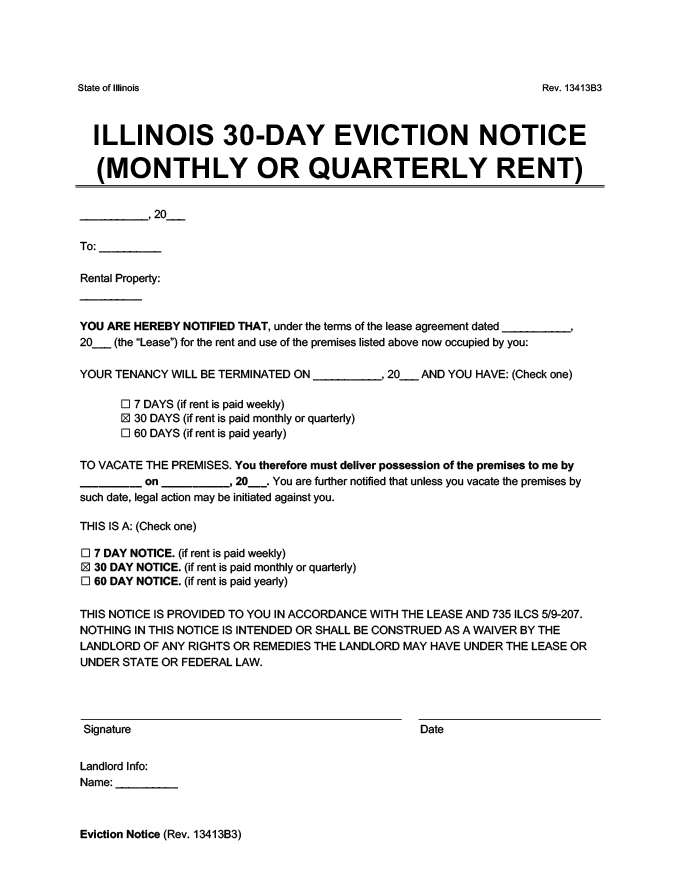 State of Illinois Rev. 13413B3
ILLINOIS 30-DAY EVICTION NOTICE
(MONTHLY OR QUARTERLY RENT)
___________, 20___
To: __________
Rental Property:
__________
YOU ARE HEREBY NOTIFIED THAT, under the terms of the lease agreement dated ___________,
20___ (the “Lease”) for the rent and use of the premises listed above now occupied by you:
YOUR TENANCY WILL BE TERMINATED ON ___________, 20___ AND YOU HAVE: (Check one)
☐ 7 DAYS (if rent is paid weekly)
☒ 30 DAYS (if rent is paid monthly or quarterly)
☐ 60 DAYS (if rent is paid yearly)
TO VACATE THE PREMISES. You therefore must deliver possession of the premises to me by
__________ on ___________, 20___. You are further notified that unless you vacate the premises by
such date, legal action may be initiated against you.
THIS IS A: (Check one)
☐ 7 DAY NOTICE. (if rent is paid weekly)
☒ 30 DAY NOTICE. (if rent is paid monthly or quarterly)
☐ 60 DAY NOTICE. (if rent is paid yearly)
THIS NOTICE IS PROVIDED TO YOU IN ACCORDANCE WITH THE LEASE AND 735 ILCS 5/9-207.
NOTHING IN THIS NOTICE IS INTENDED OR SHALL BE CONSTRUED AS A WAIVER BY THE
LANDLORD OF ANY RIGHTS OR REMEDIES THE LANDLORD MAY HAVE UNDER THE LEASE OR
UNDER STATE OR FEDERAL LAW.
Signature Date
Landlord Info:
Name: __________
Eviction Notice (Rev. 13413B3)